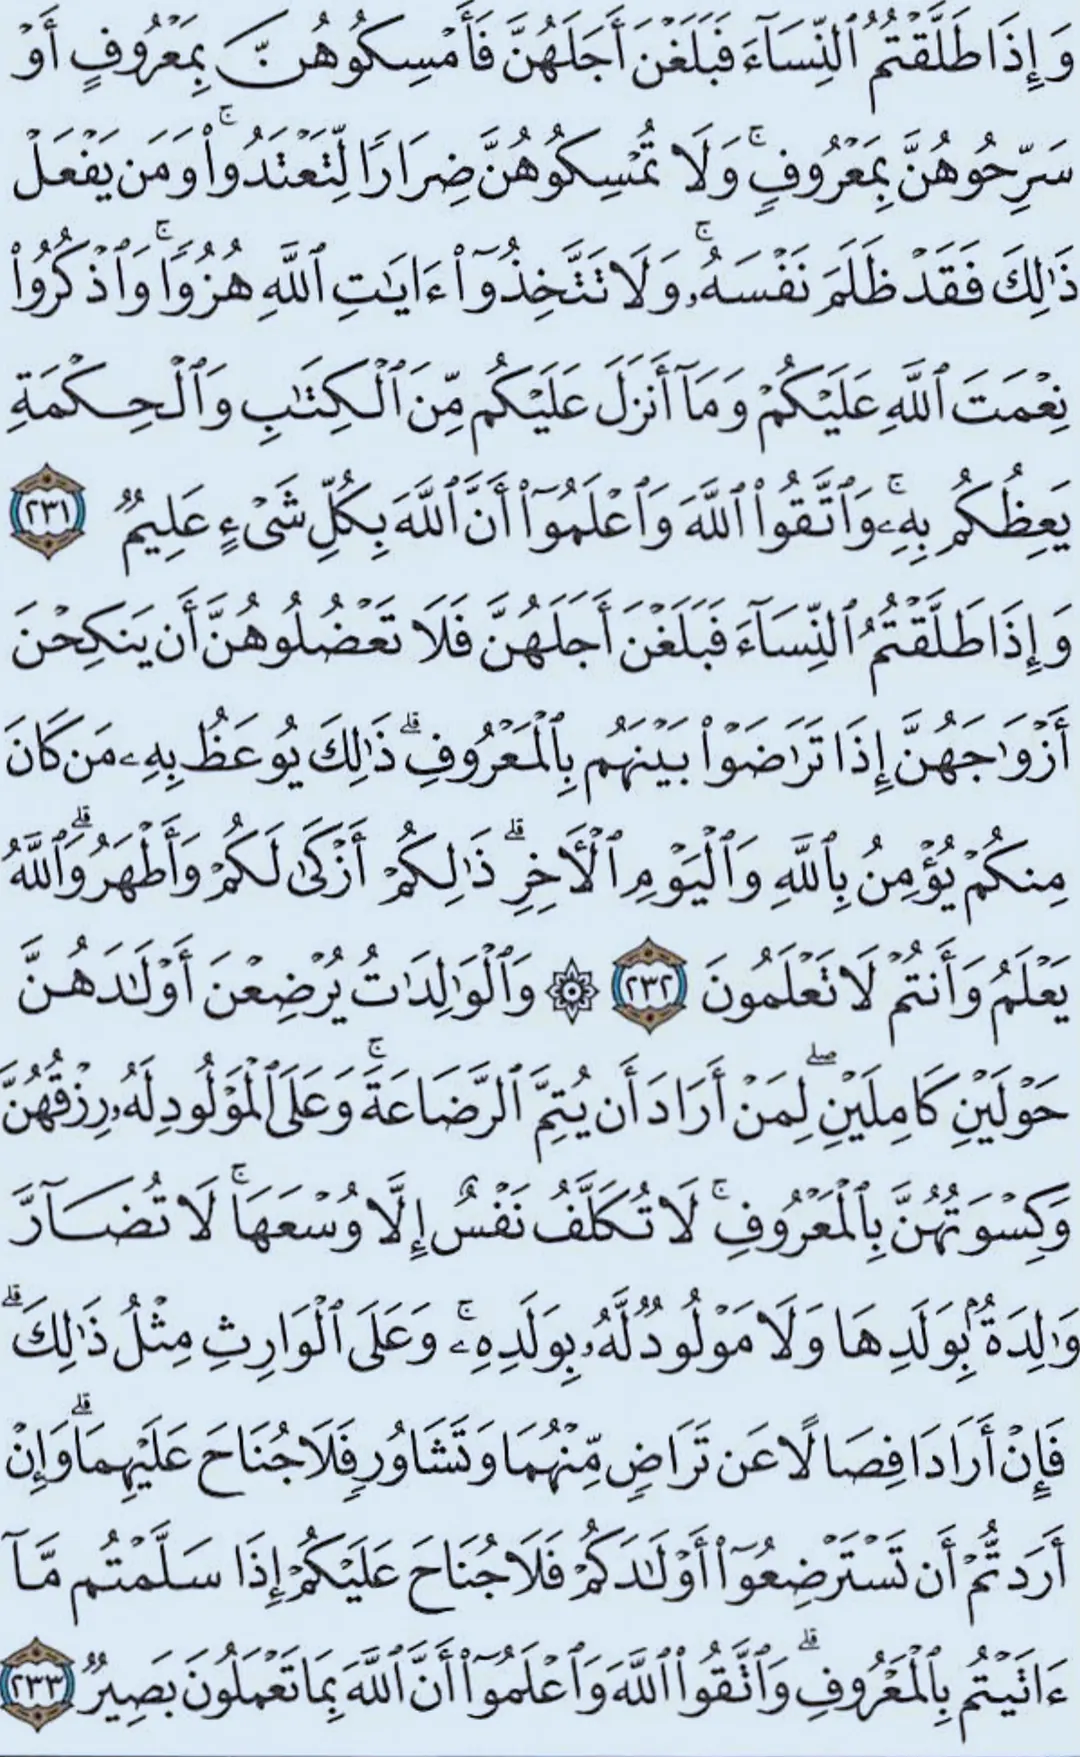 وَإِذَا طَلَّقْتُمُ ٱلنِّسَآءَ فَبَلَغْنَ أَجَلَهُنَّ فَأَمْسِكُوهُنَّ بِمَعْرُوفٍ أَوْ
سَرِّحُوهُنَّ بِمَعْرُوفٍۚ وَلَا تُمْسِكُوهُنَّ ضِرَارًا لِّتَعْتَدُوا۟ۚ وَمَن يَفْعَلْ
ذَٰلِكَ فَقَدْ ظَلَمَ نَفْسَهُۥۚ وَلَا تَتَّخِذُوٓا۟ ءَايَٰتِ ٱللَّهِ هُزُوًاۚ وَٱذْكُرُوا۟
نِعْمَتَ ٱللَّهِ عَلَيْكُمْ وَمَآ أَنزَلَ عَلَيْكُم مِّنَ ٱلْكِتَٰبِ وَٱلْحِكْمَةِ
يَعِظُكُم بِهِۦۚ وَٱتَّقُوا۟ ٱللَّهَ وَٱعْلَمُوٓا۟ أَنَّ ٱللَّهَ بِكُلِّ شَىْءٍ عَلِيمٌ ٢٣١
وَإِذَا طَلَّقْتُمُ ٱلنِّسَآءَ فَبَلَغْنَ أَجَلَهُنَّ فَلَا تَعْضُلُوهُنَّ أَن يَنكِحْنَ
أَزْوَٰجَهُنَّ إِذَا تَرَٰضَوْا۟ بَيْنَهُم بِٱلْمَعْرُوفِۗ ذَٰلِكَ يُوعَظُ بِهِۦ مَن كَانَ
مِنكُمْ يُؤْمِنُ بِٱللَّهِ وَٱلْيَوْمِ ٱلْأَخِرِۗ ذَٰلِكُمْ أَزْكَىٰ لَكُمْ وَأَطْهَرُۗ وَٱللَّهُ
يَعْلَمُ وَأَنتُمْ لَا تَعْلَمُونَ ٢٣٢ ۞ وَٱلْوَٰلِدَٰتُ يُرْضِعْنَ أَوْلَٰدَهُنَّ
حَوْلَيْنِ كَامِلَيْنِۖ لِمَنْ أَرَادَ أَن يُتِمَّ ٱلرَّضَاعَةَۚ وَعَلَى ٱلْمَوْلُودِ لَهُۥ رِزْقُهُنَّ
وَكِسْوَتُهُنَّ بِٱلْمَعْرُوفِۚ لَا تُكَلَّفُ نَفْسٌ إِلَّا وُسْعَهَاۚ لَا تُضَآرَّ
وَٰلِدَةٌۢ بِوَلَدِهَا وَلَا مَوْلُودٌ لَّهُۥ بِوَلَدِهِۦۚ وَعَلَى ٱلْوَارِثِ مِثْلُ ذَٰلِكَۗ
فَإِنْ أَرَادَا فِصَالًا عَن تَرَاضٍ مِّنْهُمَا وَتَشَاوُرٍ فَلَا جُنَاحَ عَلَيْهِمَاۗ وَإِنْ
أَرَدتُّمْ أَن تَسْتَرْضِعُوٓا۟ أَوْلَٰدَكُمْ فَلَا جُنَاحَ عَلَيْكُمْ إِذَا سَلَّمْتُم مَّآ
ءَاتَيْتُم بِٱلْمَعْرُوفِۗ وَٱتَّقُوا۟ ٱللَّهَ وَٱعْلَمُوٓا۟ أَنَّ ٱللَّهَ بِمَا تَعْمَلُونَ بَصِيرٌ ٢٣٣